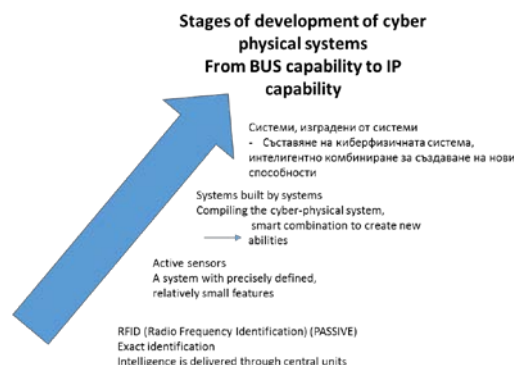 Stages of development of cyber
physical systems
From BUS capability to IP
capability
Системи, изградени от системи
- Съставяне на киберфизичната система,
интелигентно комбиниране за създаване на нови
способности
Systems built by systems
Compiling the cyber-physical system,
smart combination to create new
abilities
Active sensors
A system with precisely defined,
relatively small features
RFID (Radio Frequency Identification) (PASSIVE)
Exact identification
Intelligence is delivered through central units